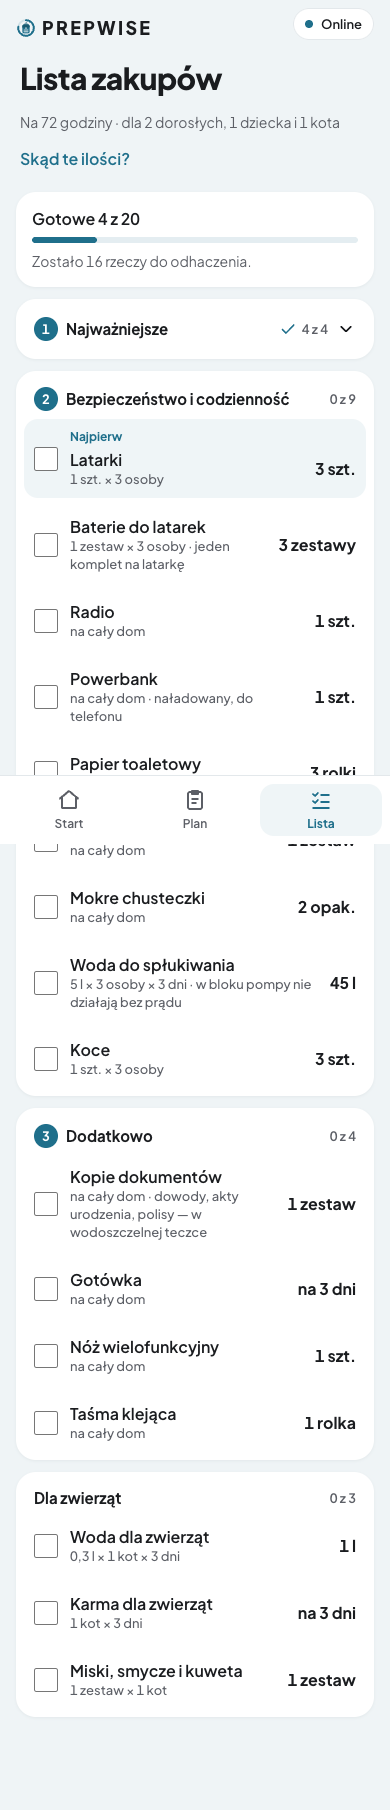 PREPWISE
Online
Lista zakupów
Na 72 godziny · dla 2 dorosłych, 1 dziecka i 1 kota
Skąd te ilości?
Gotowe 4 z 20
Zostało 16 rzeczy do odhaczenia.
1 Najważniejsze 4 z 4
2 Bezpieczeństwo i codzienność 0 z 9
Najpierw
Latarki
3 szt.
1 szt. × 3 osoby
Baterie do latarek
3 zestawy
1 zestaw × 3 osoby · jeden
komplet na latarkę
Radio
1 szt.
na cały dom
Powerbank
1 szt.
na cały dom · naładowany, do
telefonu
Papier toaletowy
3 rolki
Start
Plan
Lista
na cały dom
Mokre chusteczki
2 opak.
na cały dom
Woda do spłukiwania
45 l
5 l × 3 osoby × 3 dni · w bloku pompy nie
działają bez prądu
Koce
3 szt.
1 szt. × 3 osoby
3 Dodatkowo 0 z 4
Kopie dokumentów
na cały dom · dowody, akty
1 zestaw
urodzenia, polisy — w
wodoszczelnej teczce
Gotówka
na 3 dni
na cały dom
Nóż wielofunkcyjny
1 szt.
na cały dom
Taśma klejąca
1 rolka
na cały dom
Dla zwierząt 0 z 3
Woda dla zwierząt
1 l
0,3 l × 1 kot × 3 dni
Karma dla zwierząt
na 3 dni
1 kot × 3 dni
Miski, smycze i kuweta
1 zestaw
1 zestaw × 1 kot